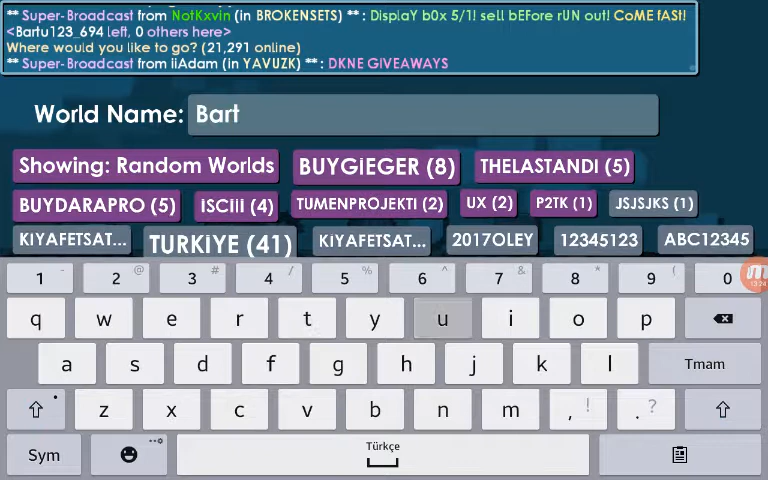 ** Super-Broadcast from NotKxvin (in BROKENSETS) ** : DispiaY b0x 5/1! sell bEFore rUN out! CoME fASt!
<Bartu123_694 left, 0 others here>
Where would you like to go? (21,291 online)
** Super-Broadcast from iiAdam (in YAVUZK) ** : DKNE GIVEAWAYS
World Name: Bart
Showing: Random Worlds BUYGiEGER (8) THELASTANDI (5)
BUYDARAPRO (5) iSCiii (4) TUMENPROJEKTI (2) UX (2) P2TK (1) JSJSJKS (1)
KIYAFETSAT... TURKiYE (41) KiYAFETSAT... 2017OLEY 12345123 ABC12345
1 - 2 @ 3 # 4 / 5 % 6 ^ 7 & 8 * 9 ( 0
13:24
q w e r t y u i o p
a s d f g h j k l Tmam
z x c v b n m , ! . ?
Sym Türkçe